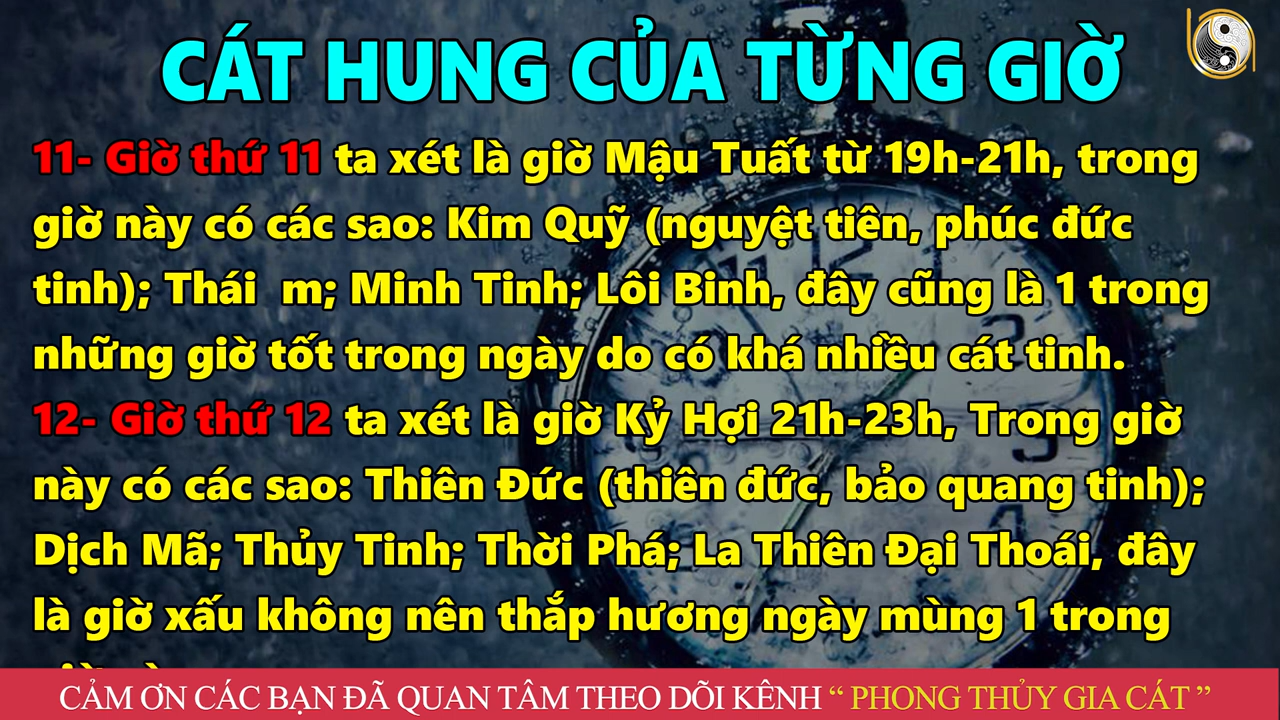 CÁT HUNG CỦA TỪNG GIỜ
11- Giờ thứ 11 ta xét là giờ Mậu Tuất từ 19h-21h, trong
giờ này có các sao: Kim Quỹ (nguyệt tiên, phúc đức
tinh); Thái  m; Minh Tinh; Lôi Binh, đây cũng là 1 trong
những giờ tốt trong ngày do có khá nhiều cát tinh.
12- Giờ thứ 12 ta xét là giờ Kỷ Hợi 21h-23h, Trong giờ
này có các sao: Thiên Đức (thiên đức, bảo quang tinh);
Dịch Mã; Thủy Tinh; Thời Phá; La Thiên Đại Thoái, đây
là giờ xấu không nên thắp hương ngày mùng 1 trong
CẢM ƠN CÁC BẠN ĐÃ QUAN TÂM THEO DÕI KÊNH “ PHONG THỦY GIA CÁT ”